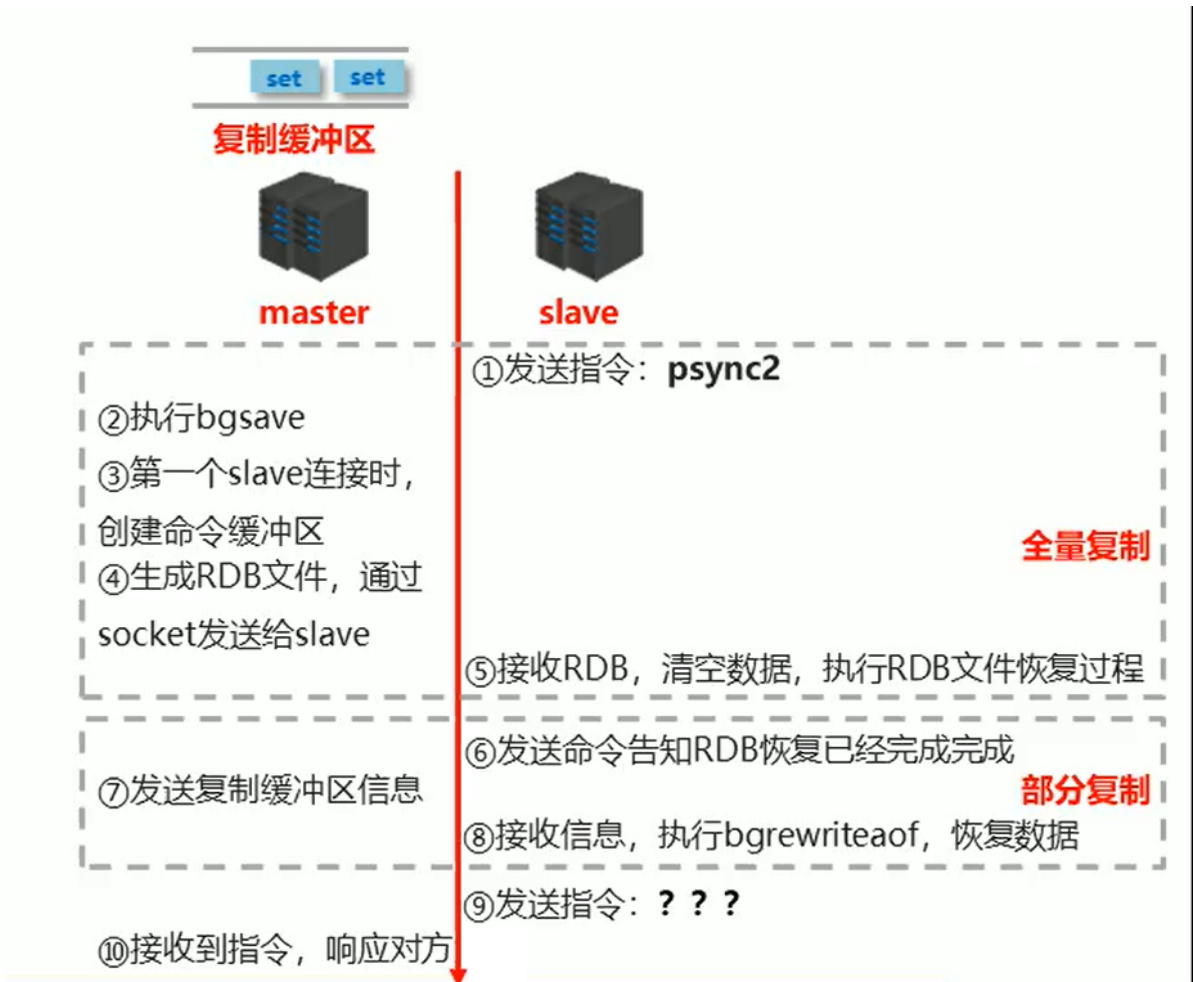 set set
复制缓冲区
master slave
①发送指令：psync2
②执行bgsave
③第一个slave连接时，
创建命令缓冲区
全量复制
④生成RDB文件，通过
socket发送给slave
⑤接收RDB，清空数据，执行RDB文件恢复过程
⑥发送命令告知RDB恢复已经完成完成
⑦发送复制缓冲区信息
部分复制
⑧接收信息，执行bgrewriteaof，恢复数据
⑨发送指令：？？？
⑩接收到指令，响应对方